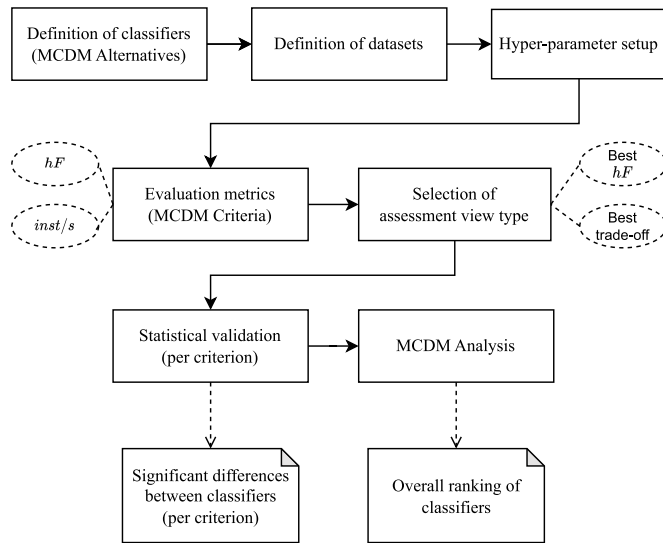 Definition of classifiers
(MCDM Alternatives)
Definition of datasets
Hyper-parameter setup
hF
inst/s
Evaluation metrics
(MCDM Criteria)
Selection of
assessment view type
Best
hF
Best
trade-off
Statistical validation
(per criterion)
MCDM Analysis
Significant differences
between classifiers
(per criterion)
Overall ranking of
classifiers